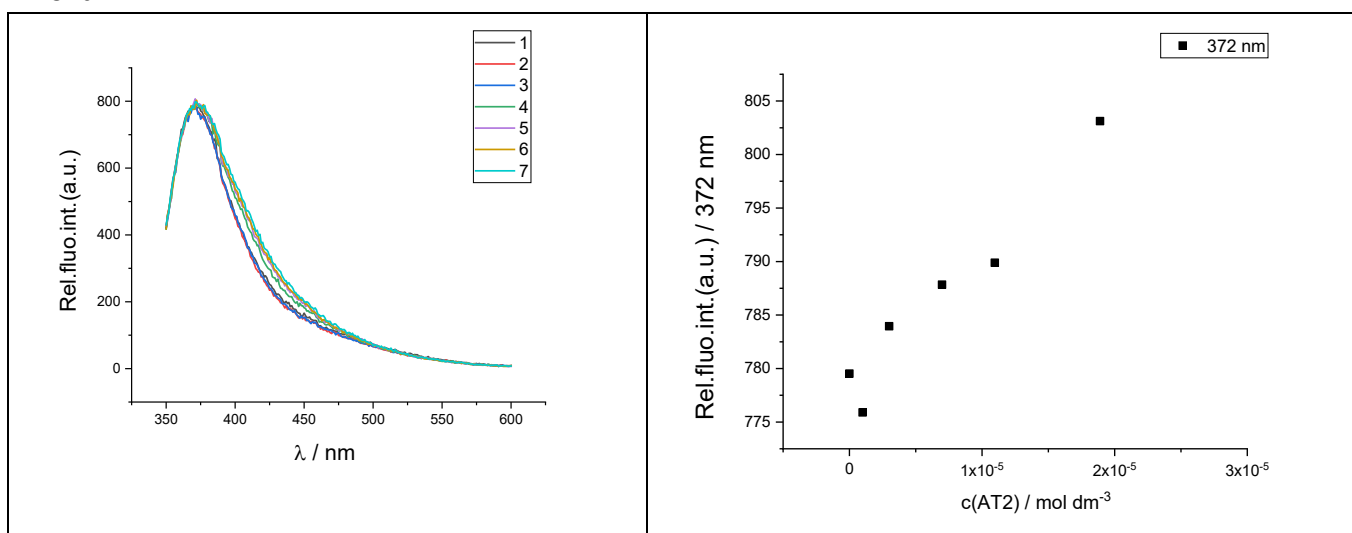 1
2
3
4
5
6
7
800
600
400
200
0
350 400 450 500 550 600
Rel.fluo.int.(a.u.)
λ / nm
372 nm
805
800
795
790
785
780
775
0 1x10⁻⁵ 2x10⁻⁵ 3x10⁻⁵
Rel.fluo.int.(a.u.) / 372 nm
c(AT2) / mol dm⁻³